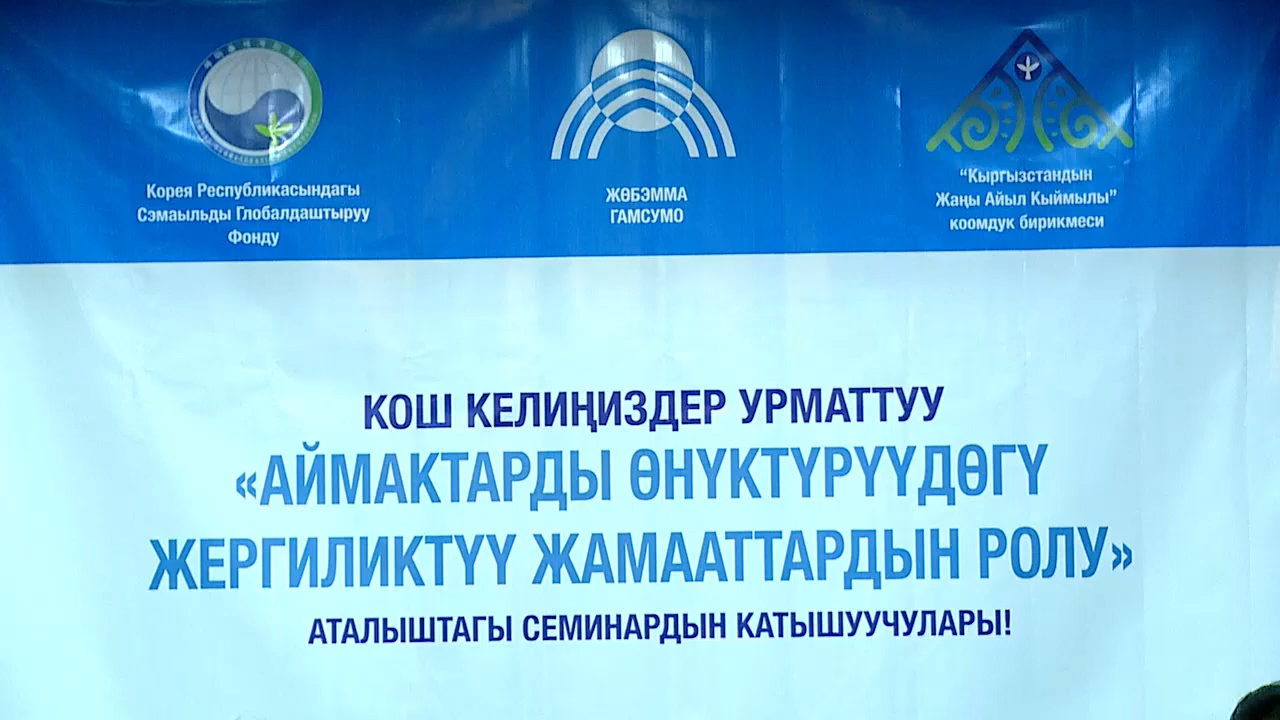 Корея Республикасындагы
Сэмаыльды Глобалдаштыруу
Фонду
ЖӨБЭММА
ГАМСУМО
“Кыргызстандын
Жаңы Айыл Кыймылы”
коомдук бирикмеси
КОШ КЕЛИҢИЗДЕР УРМАТТУУ
«АЙМАКТАРДЫ ӨНҮКТҮРҮҮДӨГҮ
ЖЕРГИЛИКТҮҮ ЖАМААТТАРДЫН РОЛУ»
АТАЛЫШТАГЫ СЕМИНАРДЫН КАТЫШУУЧУЛАРЫ!